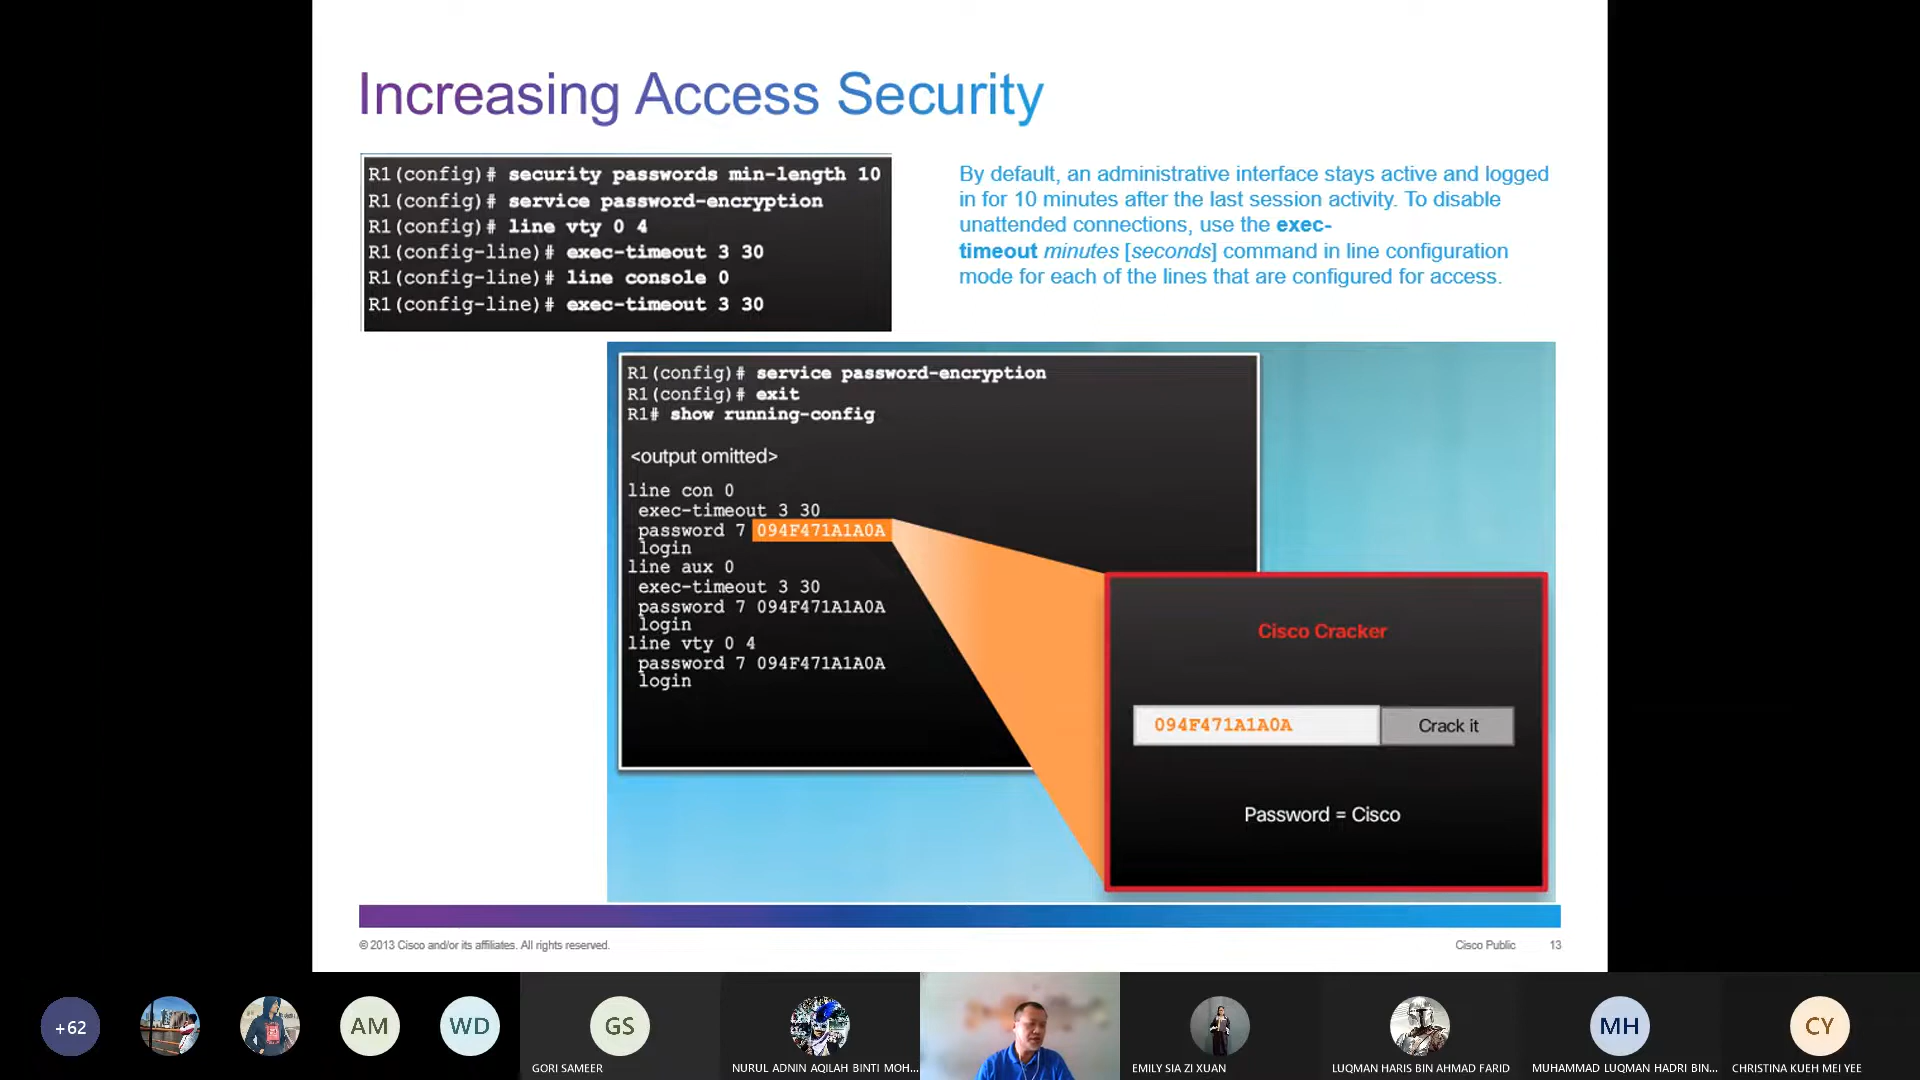 Increasing Access Security
R1(config)# security passwords min-length 10
R1(config)# service password-encryption
R1(config)# line vty 0 4
R1(config-line)# exec-timeout 3 30
R1(config-line)# line console 0
R1(config-line)# exec-timeout 3 30
By default, an administrative interface stays active and logged
in for 10 minutes after the last session activity. To disable
unattended connections, use the exec-
timeout minutes [seconds] command in line configuration
mode for each of the lines that are configured for access.
R1(config)# service password-encryption
R1(config)# exit
R1# show running-config
<output omitted>
line con 0
exec-timeout 3 30
password 7 094F471A1A0A
login
line aux 0
exec-timeout 3 30
password 7 094F471A1A0A
login
line vty 0 4
password 7 094F471A1A0A
login
Cisco Cracker
094F471A1A0A
Crack it
Password = Cisco
© 2013 Cisco and/or its affiliates. All rights reserved.
Cisco Public
13
+62
AM
WD
GS
MH
CY
GORI SAMEER
NURUL ADNIN AQILAH BINTI MOH...
EMILY SIA ZI XUAN
LUQMAN HARIS BIN AHMAD FARID
MUHAMMAD LUQMAN HADRI BIN...
CHRISTINA KUEH MEI YEE